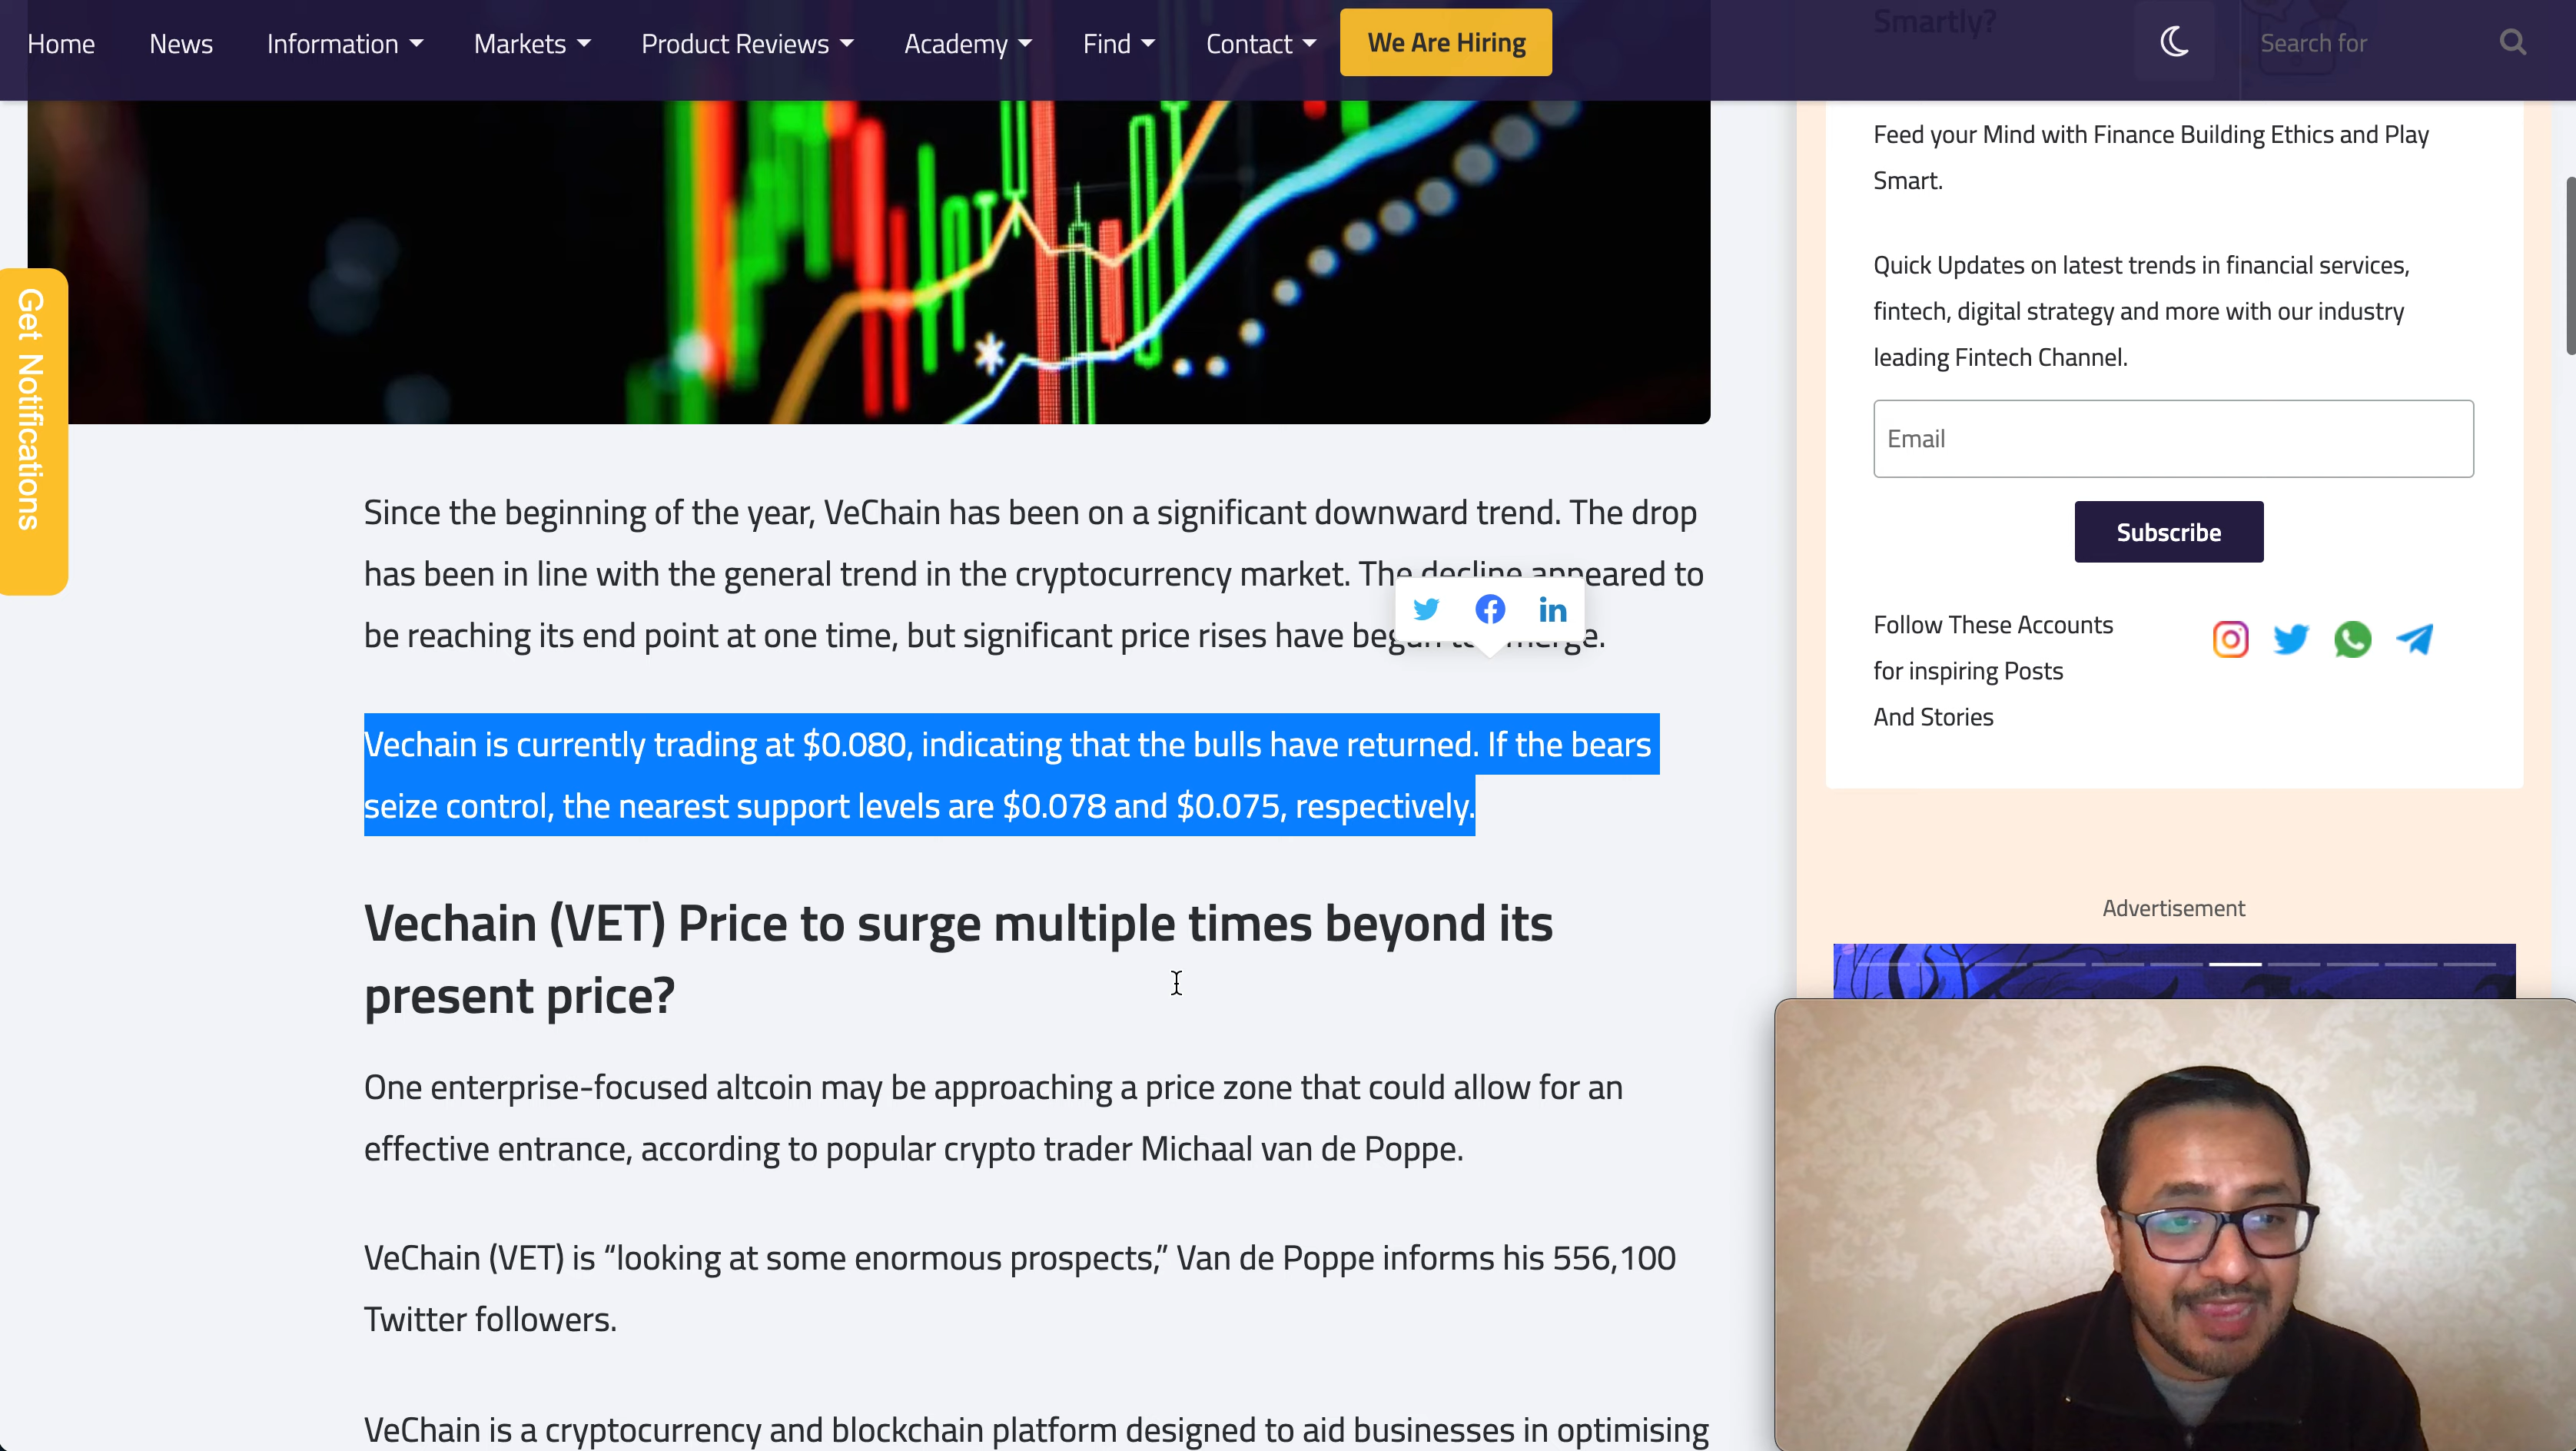 Home News Information Markets Product Reviews Academy Find Contact We Are Hiring
Smartly?
Search for
Get Notifications
Since the beginning of the year, VeChain has been on a significant downward trend. The drop
has been in line with the general trend in the cryptocurrency market. The decline appeared to
be reaching its end point at one time, but significant price rises have began to emerge.
Vechain is currently trading at $0.080, indicating that the bulls have returned. If the bears
seize control, the nearest support levels are $0.078 and $0.075, respectively.
Vechain (VET) Price to surge multiple times beyond its
present price?
One enterprise-focused altcoin may be approaching a price zone that could allow for an
effective entrance, according to popular crypto trader Michaal van de Poppe.
VeChain (VET) is “looking at some enormous prospects,” Van de Poppe informs his 556,100
Twitter followers.
VeChain is a cryptocurrency and blockchain platform designed to aid businesses in optimising
Feed your Mind with Finance Building Ethics and Play
Smart.
Quick Updates on latest trends in financial services,
fintech, digital strategy and more with our industry
leading Fintech Channel.
Email
Subscribe
Follow These Accounts
for inspiring Posts
And Stories
Advertisement